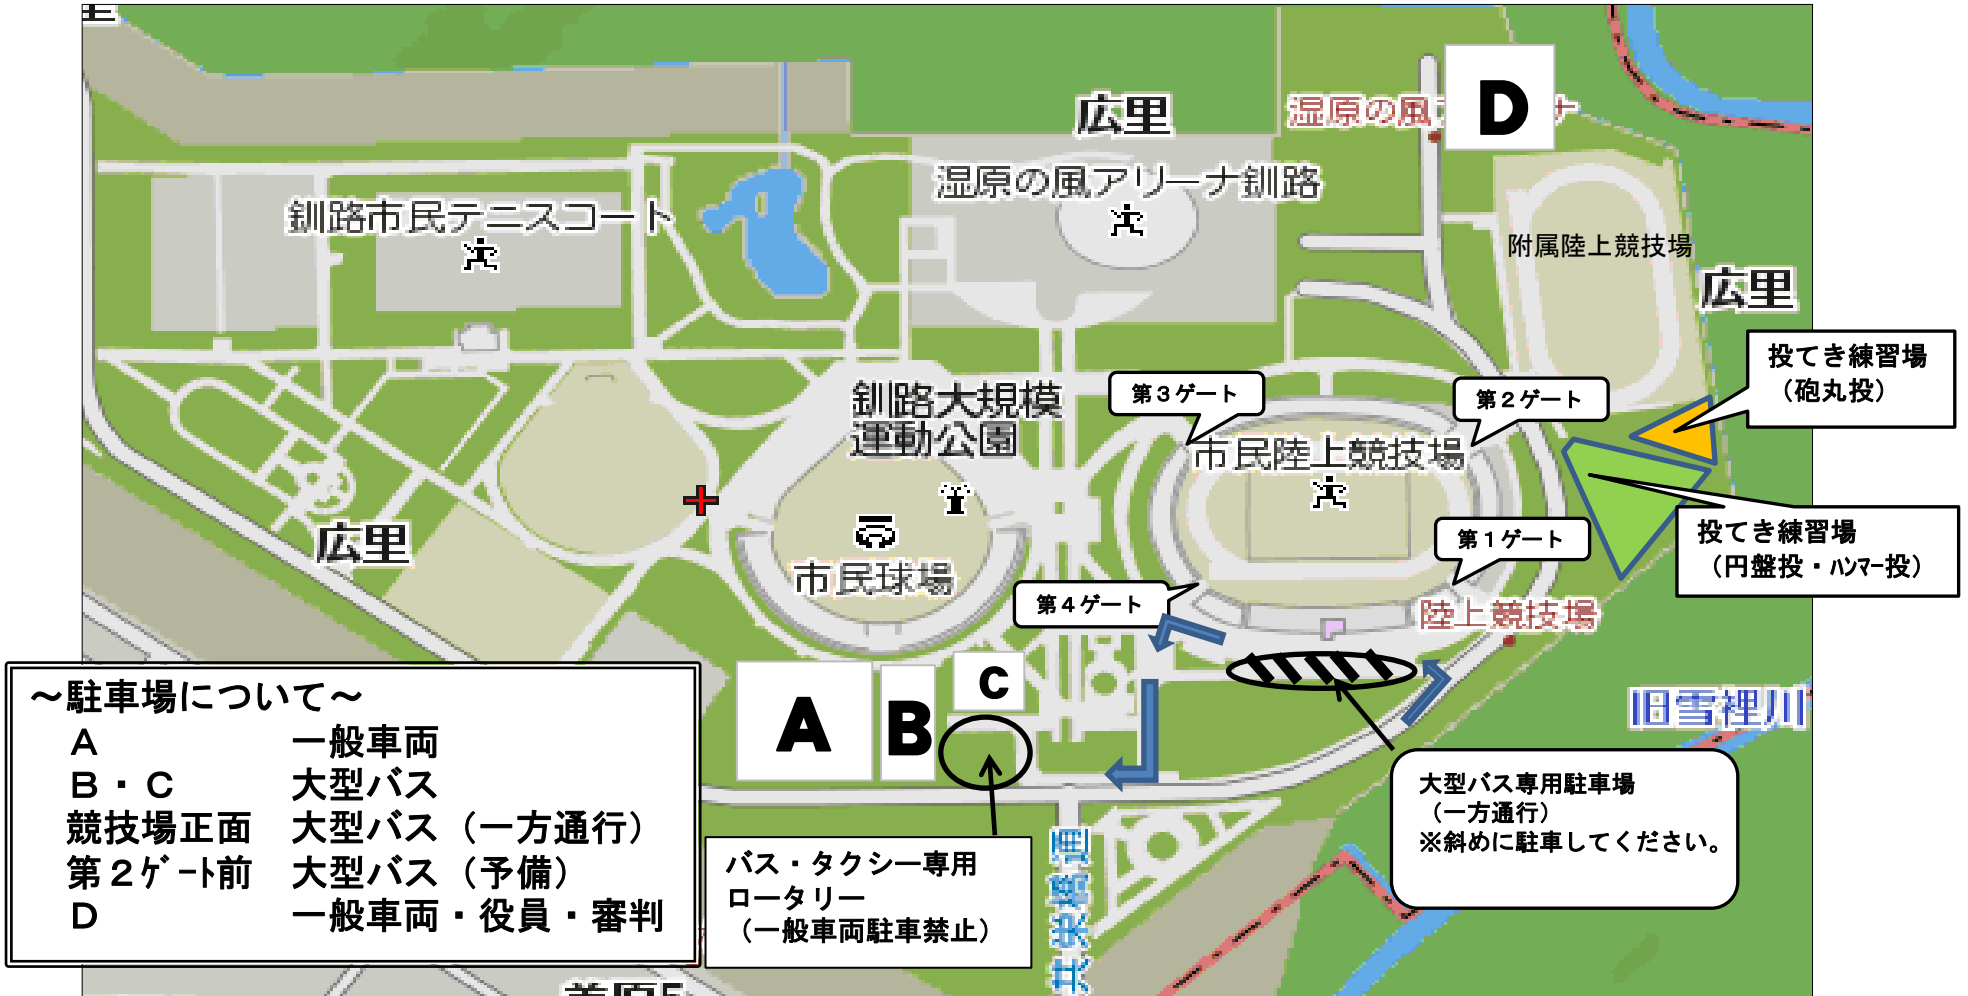 広里
湿原の風
D
湿原の風アリーナ釧路
釧路市民テニスコート
附属陸上競技場
広里
投てき練習場
（砲丸投）
第３ゲート
第２ゲート
釧路大規模
運動公園
市民陸上競技場
投てき練習場
（円盤投・ハンマー投）
第１ゲート
広里
市民球場
第４ゲート
陸上競技場
～駐車場について～
Ａ　一般車両
Ｂ・Ｃ　大型バス
競技場正面　大型バス（一方通行）
第２ゲート前　大型バス（予備）
Ｄ　一般車両・役員・審判
A
B
C
旧雪裡川
大型バス専用駐車場
（一方通行）
※斜めに駐車してください。
バス・タクシー専用
ロータリー
（一般車両駐車禁止）
共栄橋通